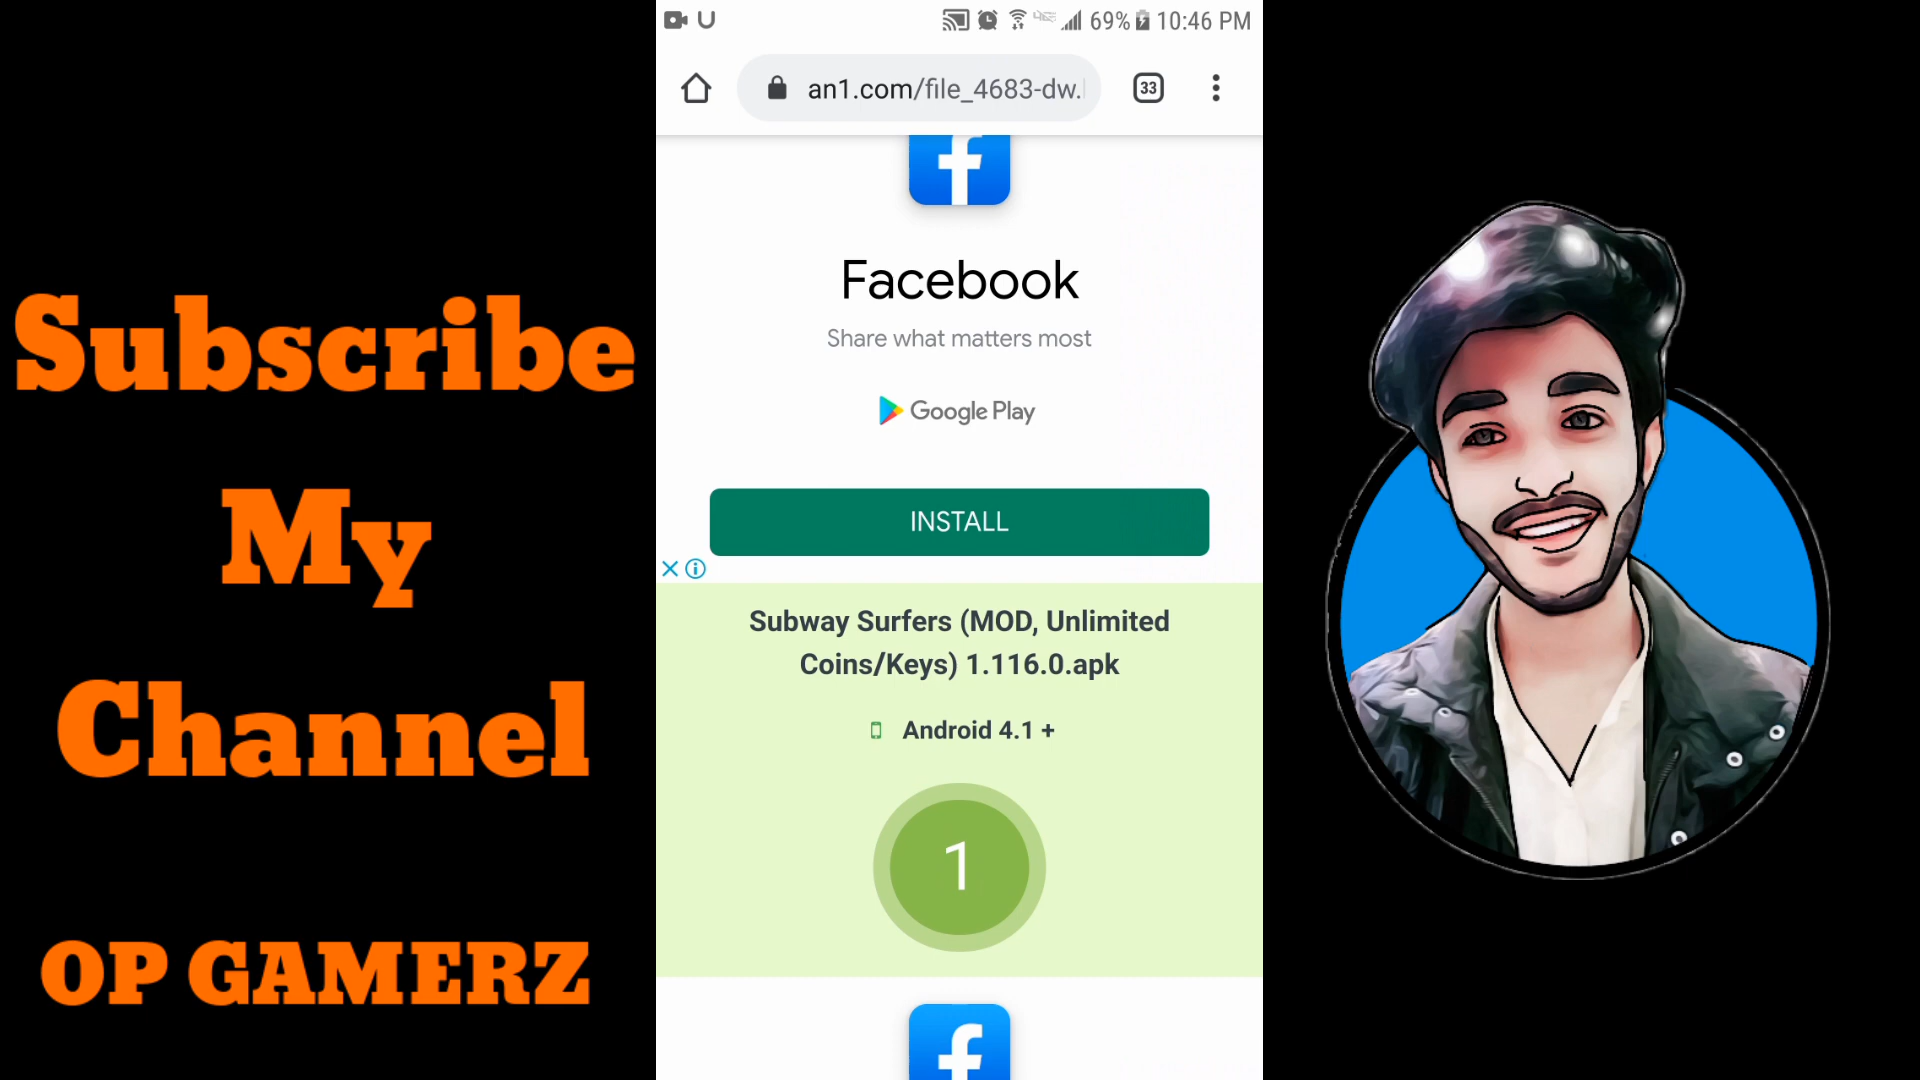 Subscribe
My
Channel
OP GAMERZ
69% 10:46 PM
an1.com/file_4683-dw.
33
Facebook
Share what matters most
Google Play
INSTALL
Subway Surfers (MOD, Unlimited
Coins/Keys) 1.116.0.apk
Android 4.1 +
1